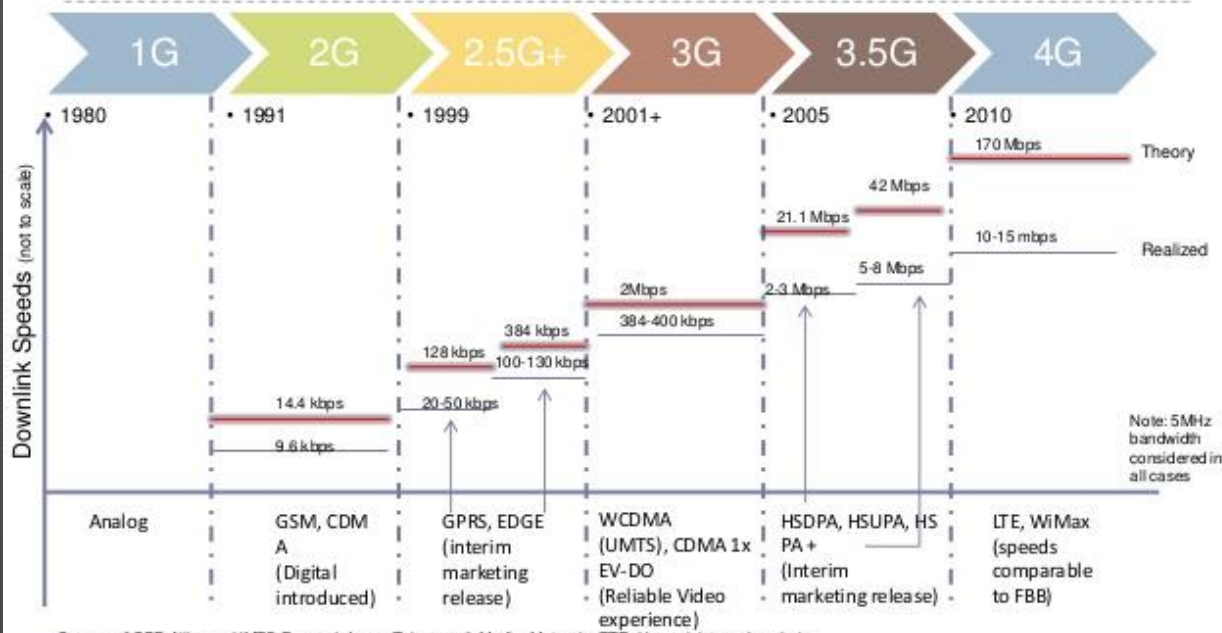 1G 2G 2.5G+ 3G 3.5G 4G
• 1980 • 1991 • 1999 • 2001+ • 2005 • 2010
Downlink Speeds (not to scale)
170 Mbps
Theory
42 Mbps
21.1 Mbps
10-15 mbps
Realized
5-8 Mbps
2Mbps
2-3 Mbps
384-400 kbps
384 kbps
128 kbps
100-130 kbps
14.4 kbps
20-50 kbps
9.6 kbps
Note: 5MHz
bandwidth
considered in
all cases
Analog
GSM, CDM
A
(Digital
introduced)
GPRS, EDGE
(interim
marketing
release)
WCDMA
(UMTS), CDMA 1x
EV-DO
(Reliable Video
experience)
HSDPA, HSUPA, HS
PA +
(Interim
marketing release)
LTE, WiMax
(speeds
comparable
to FBB)